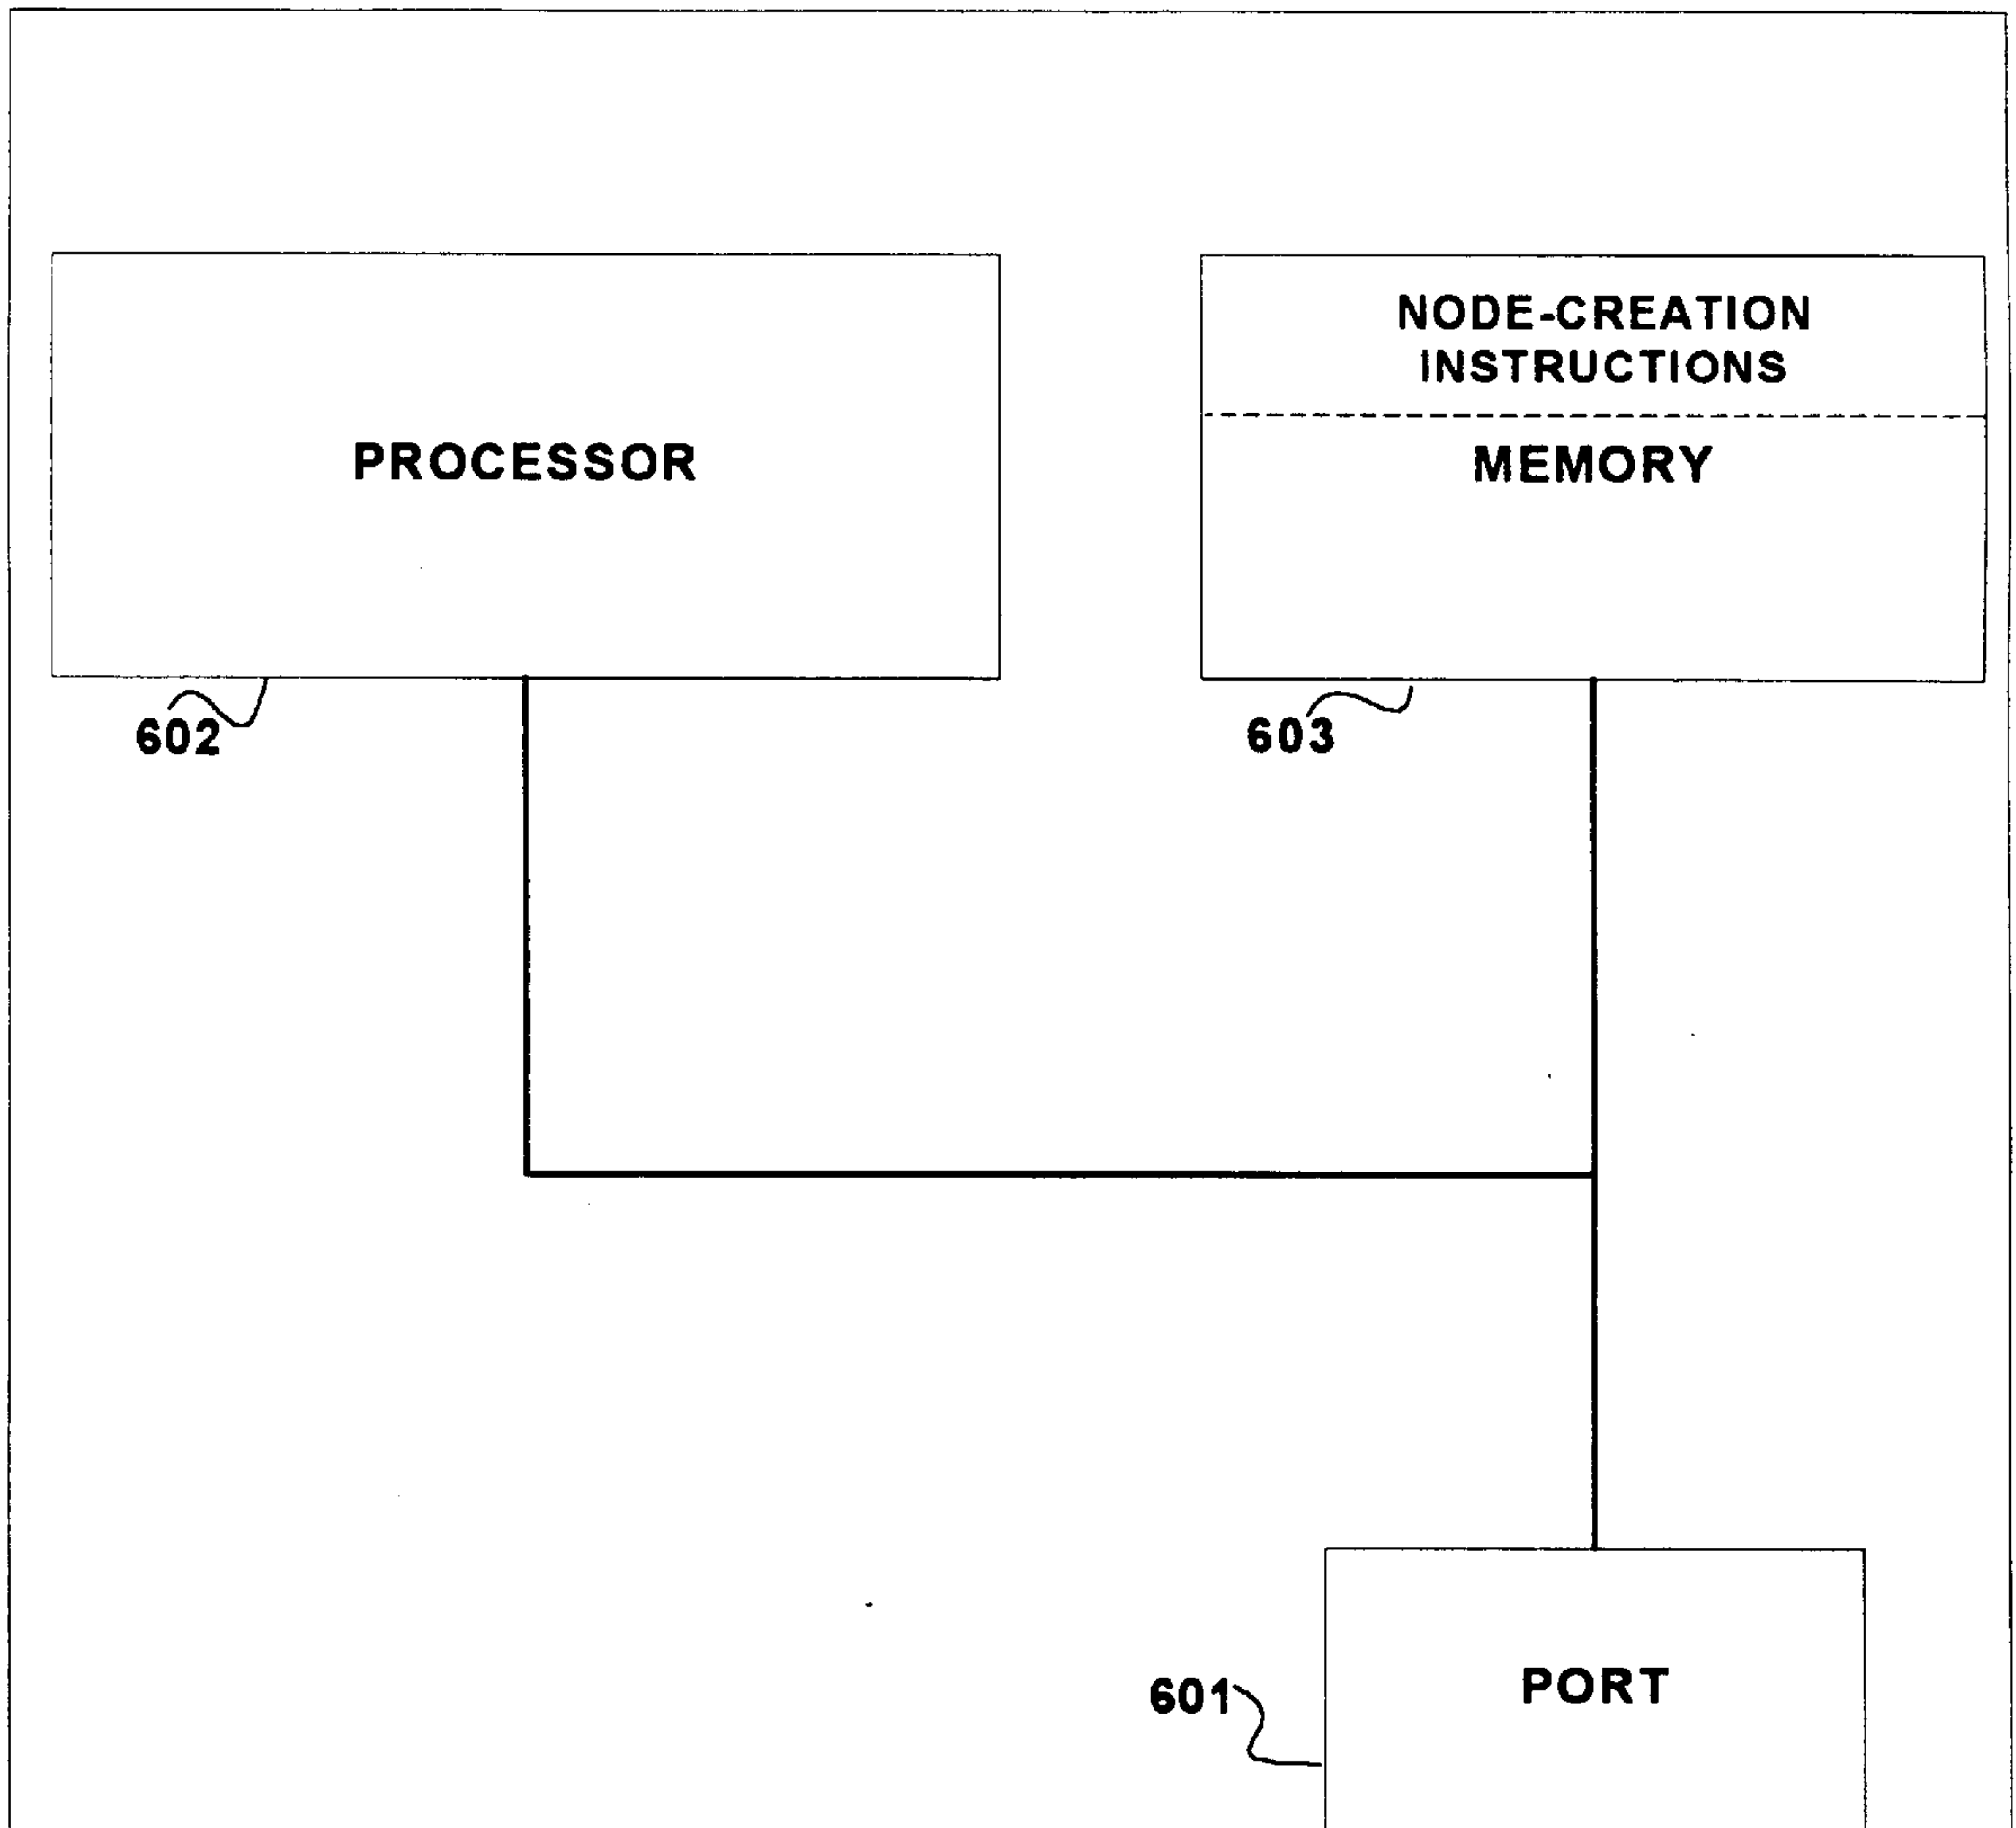 NODE-CREATION
INSTRUCTIONS
PROCESSOR
MEMORY
602
603
601
PORT